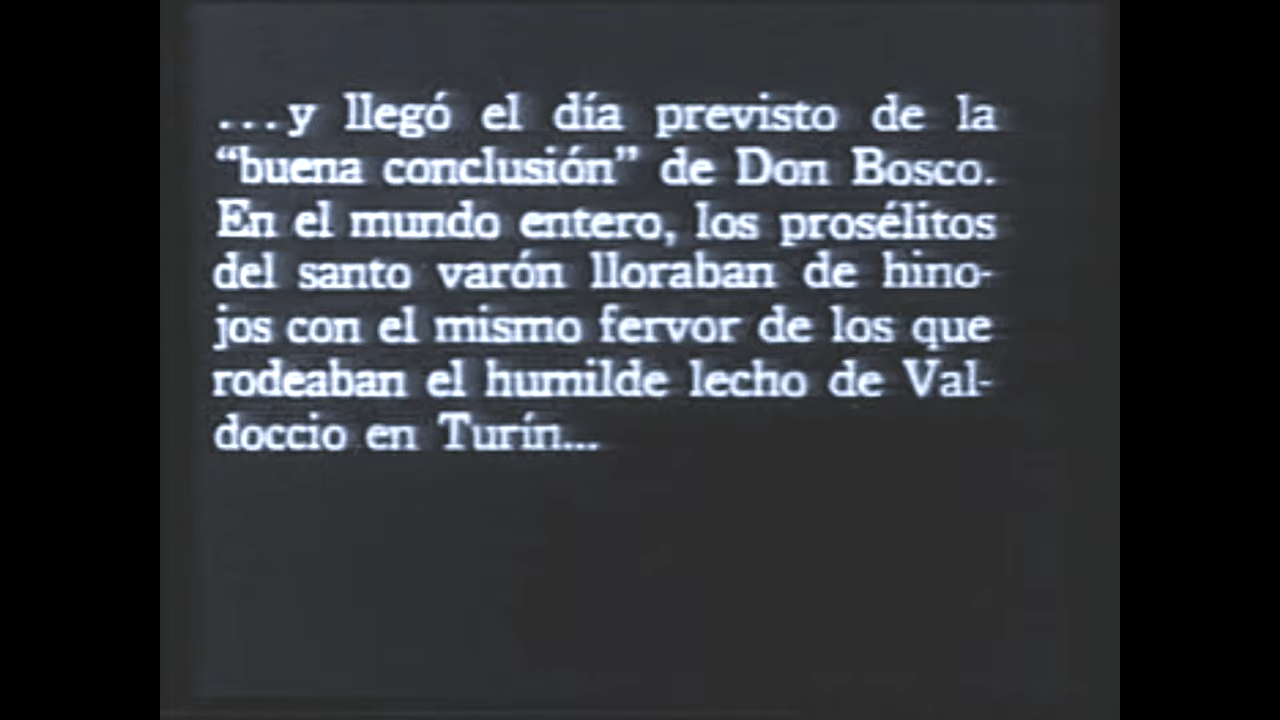 ...y llegó el día previsto de la
“buena conclusión” de Don Bosco.
En el mundo entero, los prosélitos
del santo varón lloraban de hino-
jos con el mismo fervor de los que
rodeaban el humilde lecho de Val-
doccio en Turín...